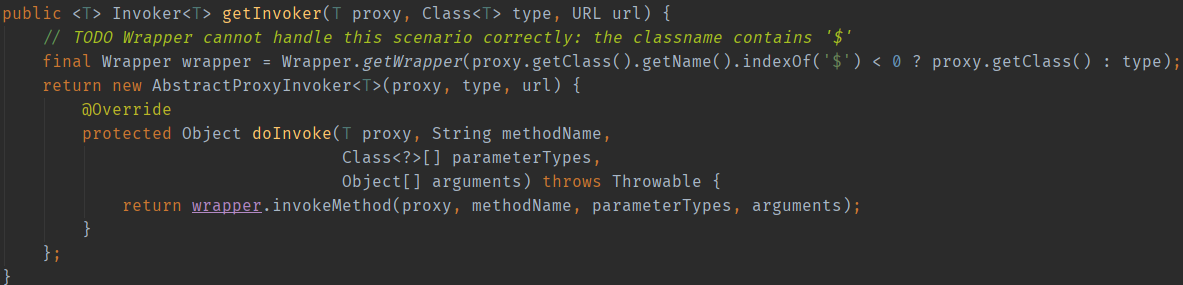 public <T> Invoker<T> getInvoker(T proxy, Class<T> type, URL url) {
    // TODO Wrapper cannot handle this scenario correctly: the classname contains '$'
    final Wrapper wrapper = Wrapper.getWrapper(proxy.getClass().getName().indexOf('$') < 0 ? proxy.getClass() : type);
    return new AbstractProxyInvoker<T>(proxy, type, url) {
        @Override
        protected Object doInvoke(T proxy, String methodName,
                                  Class<?>[] parameterTypes,
                                  Object[] arguments) throws Throwable {
            return wrapper.invokeMethod(proxy, methodName, parameterTypes, arguments);
        }
    };
}